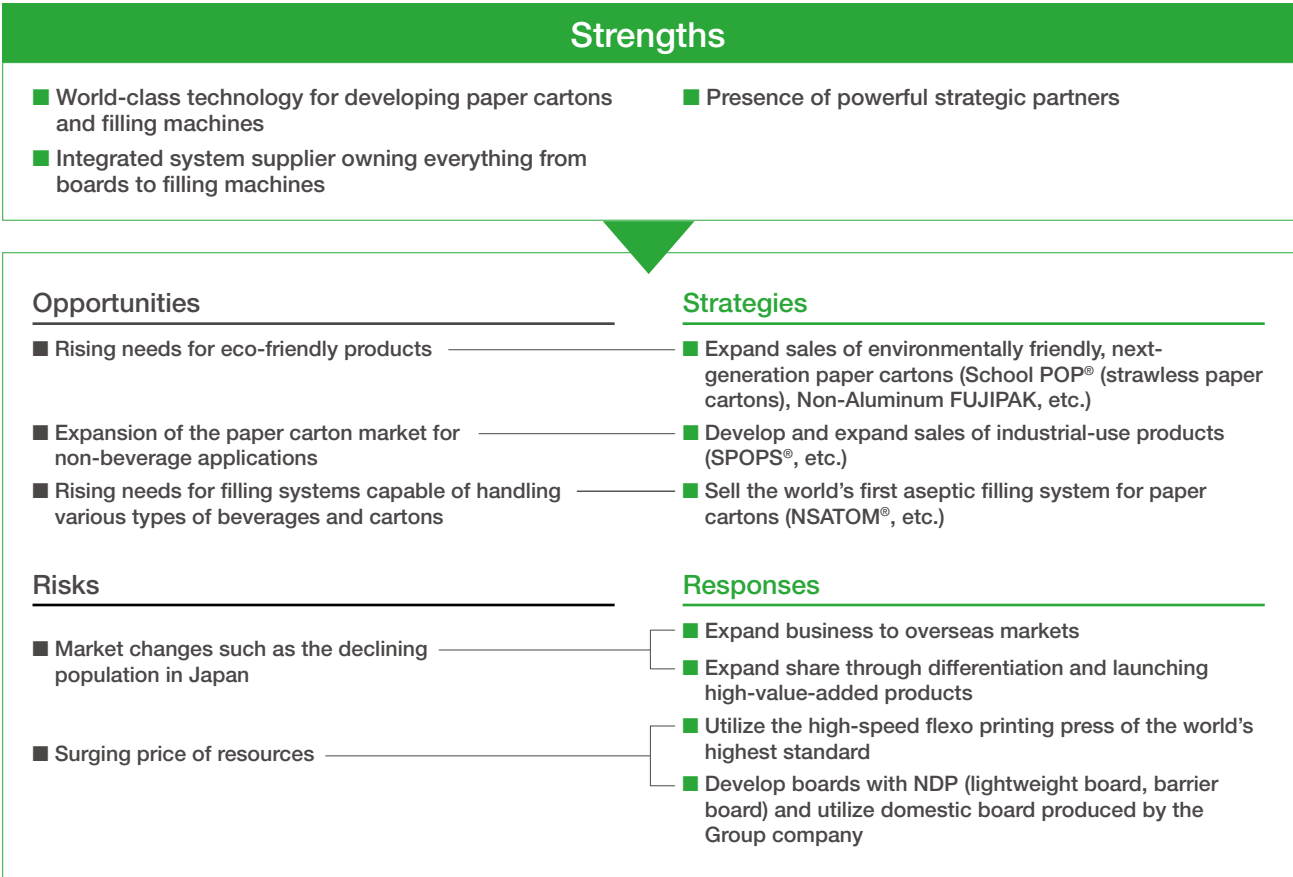 Strengths
■ World-class technology for developing paper cartons
and filling machines
■ Integrated system supplier owning everything from
boards to filling machines
■ Presence of powerful strategic partners
Opportunities
■ Rising needs for eco-friendly products
■ Expansion of the paper carton market for
non-beverage applications
■ Rising needs for filling systems capable of handling
various types of beverages and cartons
Strategies
■ Expand sales of environmentally friendly, next-
generation paper cartons (School POP® (strawless paper
cartons), Non-Aluminum FUJIPAK, etc.)
■ Develop and expand sales of industrial-use products
(SPOPS®, etc.)
■ Sell the world's first aseptic filling system for paper
cartons (NSATOM®, etc.)
Risks
■ Market changes such as the declining
population in Japan
■ Surging price of resources
Responses
■ Expand business to overseas markets
■ Expand share through differentiation and launching
high-value-added products
■ Utilize the high-speed flexo printing press of the world's
highest standard
■ Develop boards with NDP (lightweight board, barrier
board) and utilize domestic board produced by the
Group company